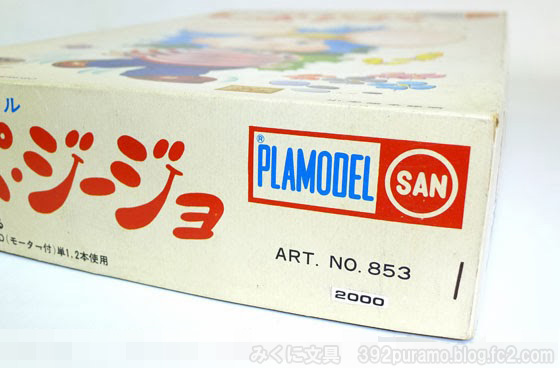 ル
パ・ジージョ
(モーター付)単1.2本使用
® PLAMODEL SAN
ART. NO. 853
2000
みくに文具 392puramo.blog.fc2.com